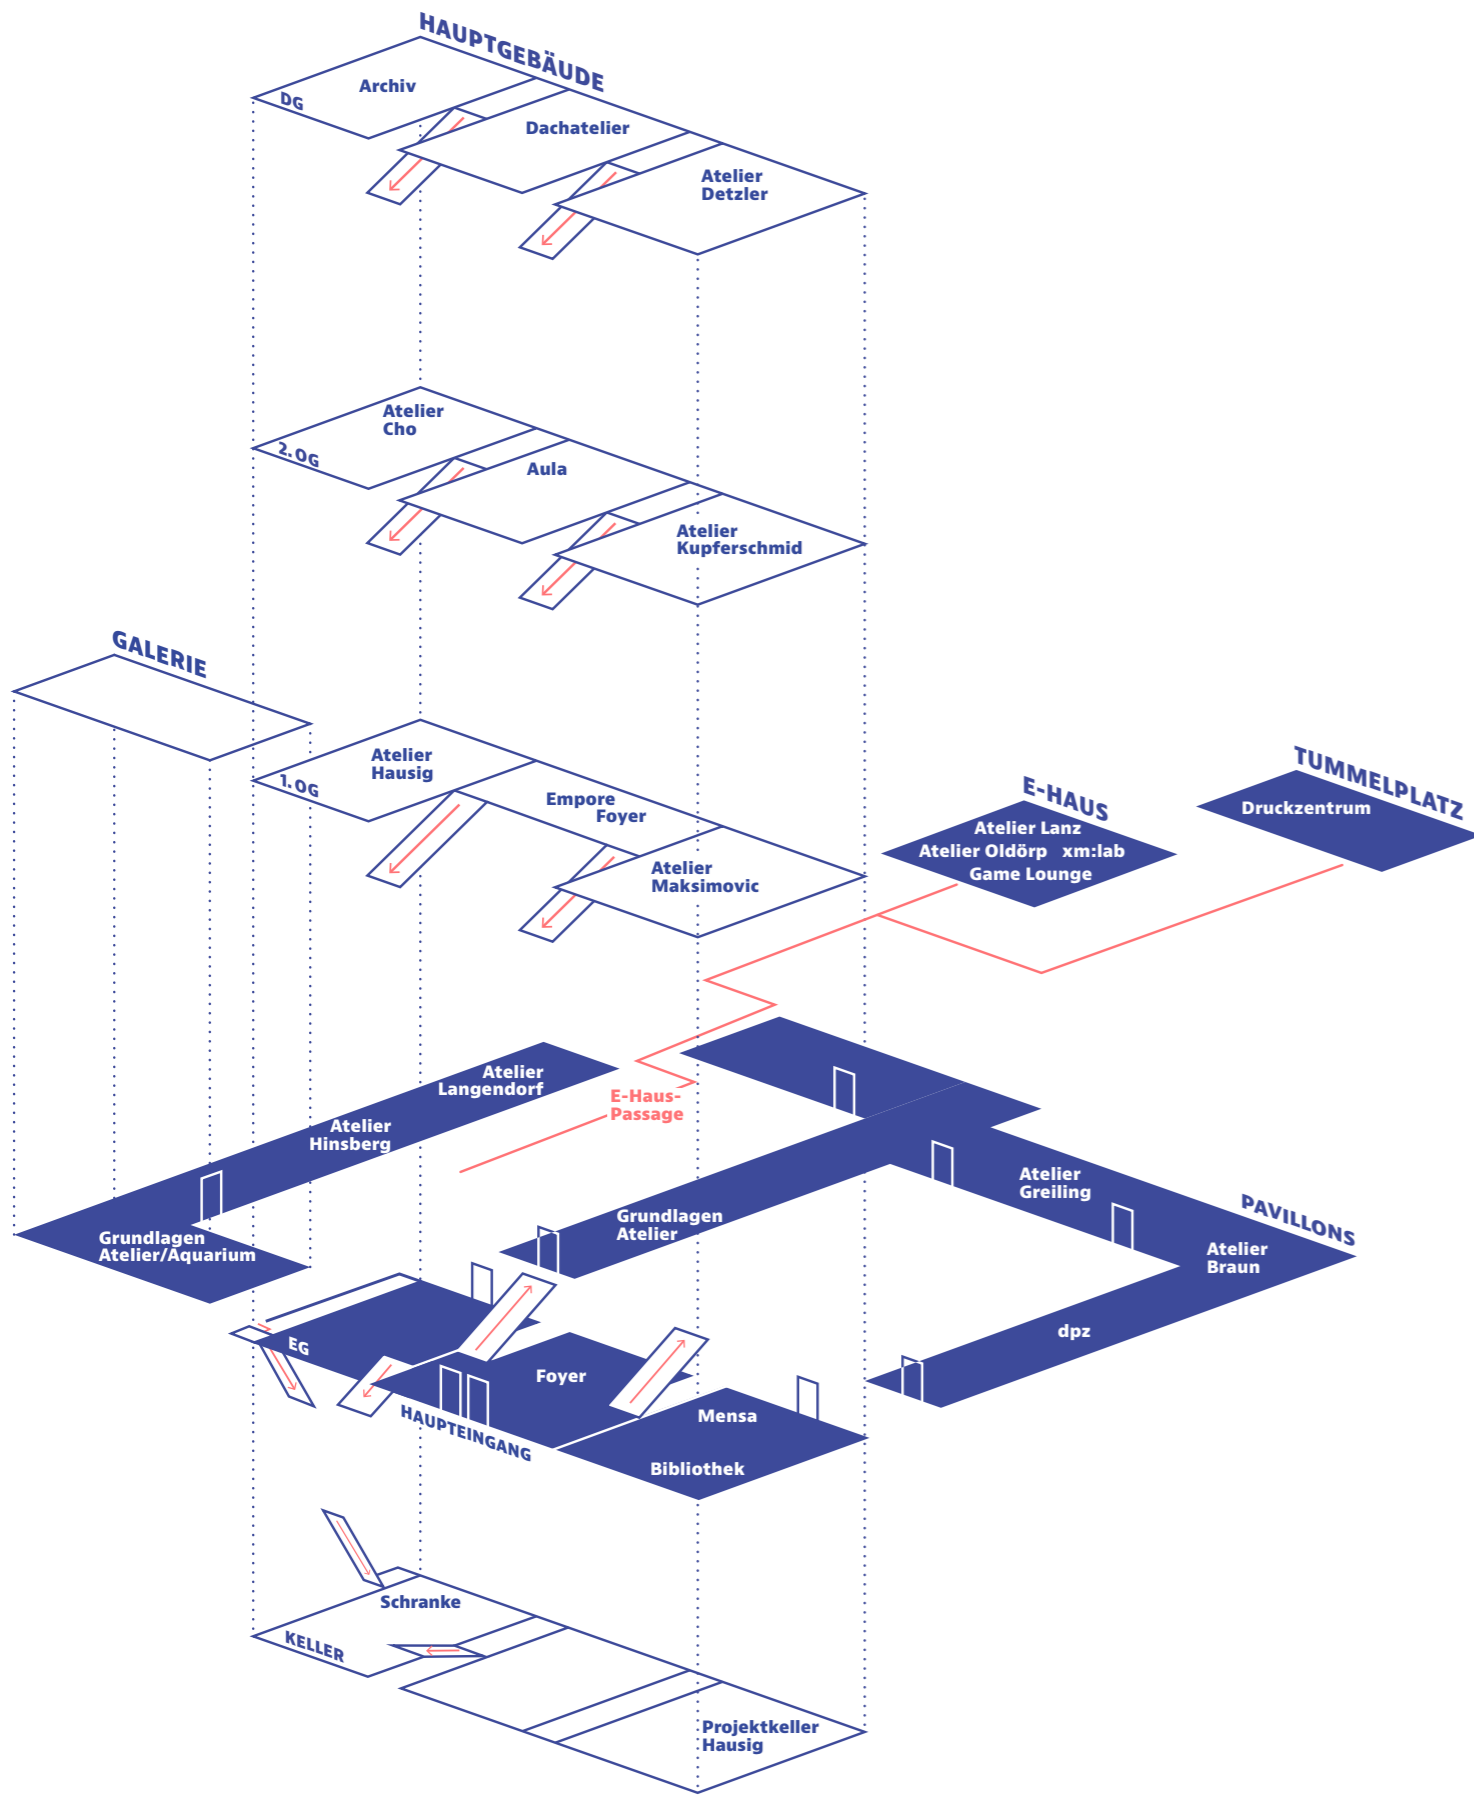 HAUPTGEBÄUDE
Archiv
DG
Dachatelier
Atelier
Detzler
Atelier
Cho
2.OG
Aula
Atelier
Kupferschmid
GALERIE
Atelier
Hausig
1.OG
Empore
Foyer
Atelier
Maksimovic
E-HAUS
Atelier Lanz
Atelier Oldörp xm:lab
Game Lounge
TUMMELPLATZ
Druckzentrum
Atelier
Langendorf
Atelier
Hinsberg
E-Haus-
Passage
Grundlagen
Atelier/Aquarium
Grundlagen
Atelier
Atelier
Greiling
PAVILLONS
Atelier
Braun
dpz
EG
Foyer
HAUPTEINGANG
Mensa
Bibliothek
Schranke
KELLER
Projektkeller
Hausig